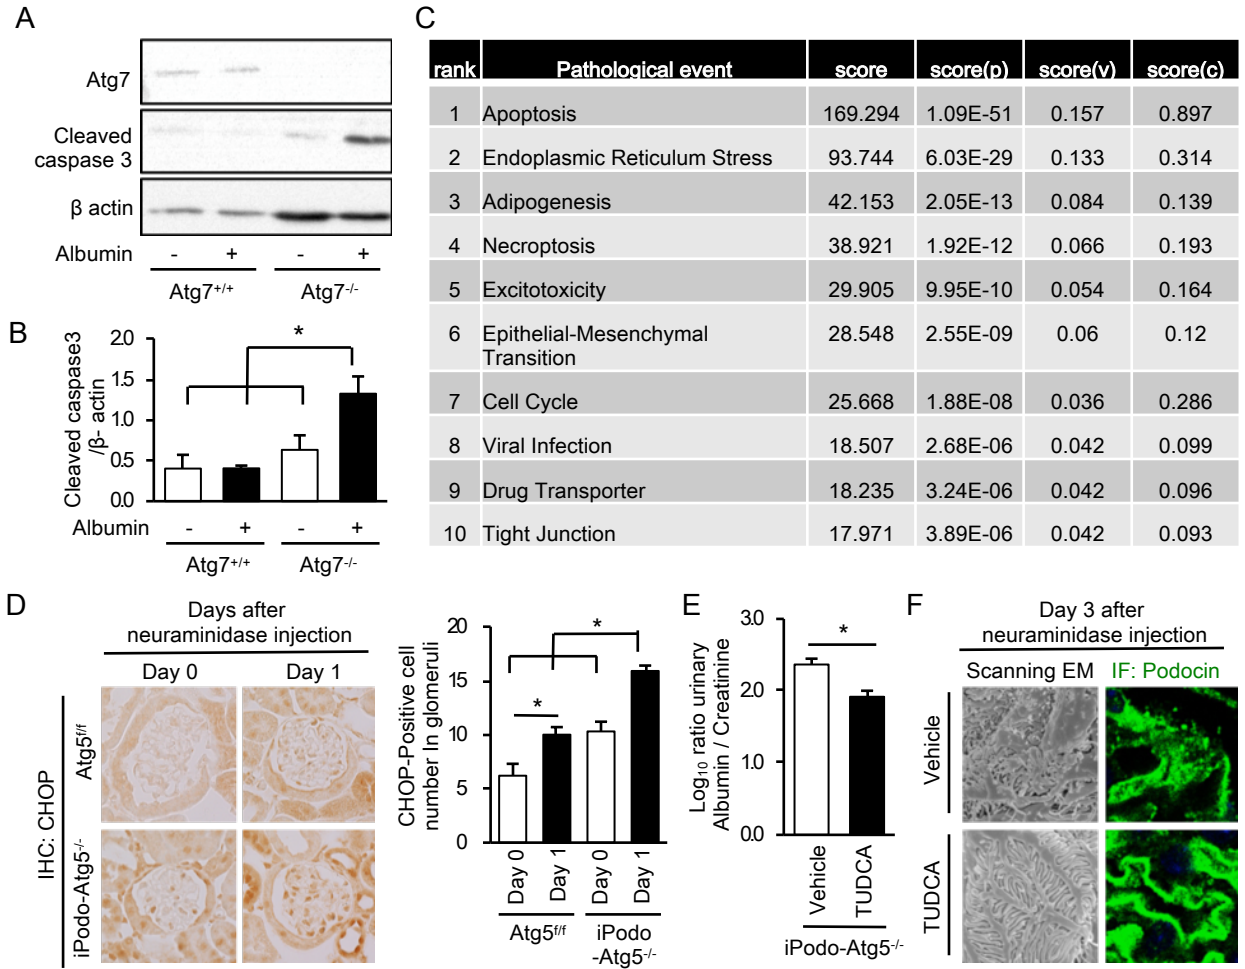 A
Atg7
Cleaved
caspase 3
β actin
Albumin - + - +
Atg7+/+ Atg7-/-
B
Cleaved caspase3
/β- actin
2.0
1.5
1.0
0.5
0.0
*
Albumin - + - +
Atg7+/+ Atg7-/-
C
rank Pathological event score score(p) score(v) score(c)
1 Apoptosis 169.294 1.09E-51 0.157 0.897
2 Endoplasmic Reticulum Stress 93.744 6.03E-29 0.133 0.314
3 Adipogenesis 42.153 2.05E-13 0.084 0.139
4 Necroptosis 38.921 1.92E-12 0.066 0.193
5 Excitotoxicity 29.905 9.95E-10 0.054 0.164
6 Epithelial-Mesenchymal 28.548 2.55E-09 0.06 0.12
Transition
7 Cell Cycle 25.668 1.88E-08 0.036 0.286
8 Viral Infection 18.507 2.68E-06 0.042 0.099
9 Drug Transporter 18.235 3.24E-06 0.042 0.096
10 Tight Junction 17.971 3.89E-06 0.042 0.093
D
Days after
neuraminidase injection
Day 0 Day 1
IHC: CHOP
Atg5f/f
iPodo-Atg5-/-
CHOP-Positive cell
number In glomeruli
20
15
10
5
0
*
*
Day 0 Day 1 Day 0 Day 1
Atg5f/f iPodo
-Atg5-/-
E
Log10 ratio urinary
Albumin / Creatinine
3.0
2.0
1.0
0.0
*
Vehicle TUDCA
iPodo-Atg5-/-
F
Day 3 after
neuraminidase injection
Scanning EM IF: Podocin
Vehicle
TUDCA